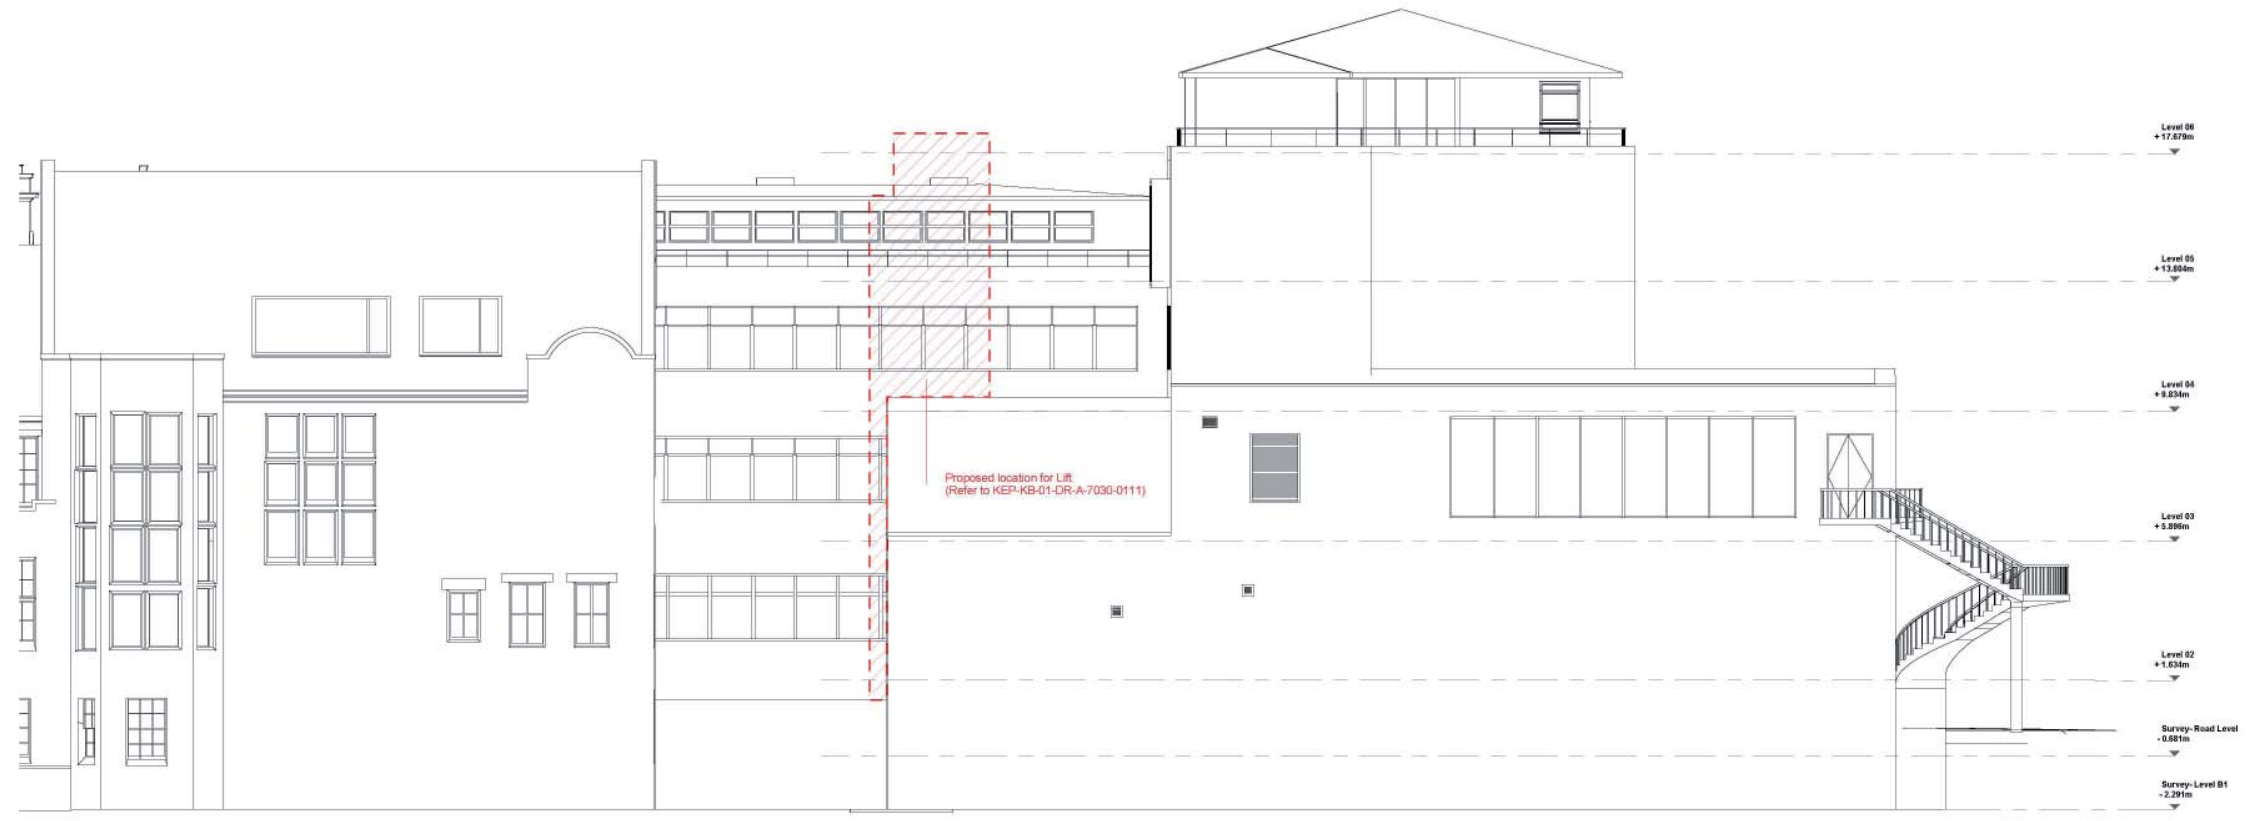 Level 06
+ 17.679m
Level 05
+ 13.804m
Level 04
+ 9.834m
Proposed location for Lift
(Refer to KEP-KB-01-DR-A-7030-0111)
Level 03
+ 5.896m
Level 02
+ 1.634m
Survey- Road Level
- 0.681m
Survey- Level B1
- 2.291m